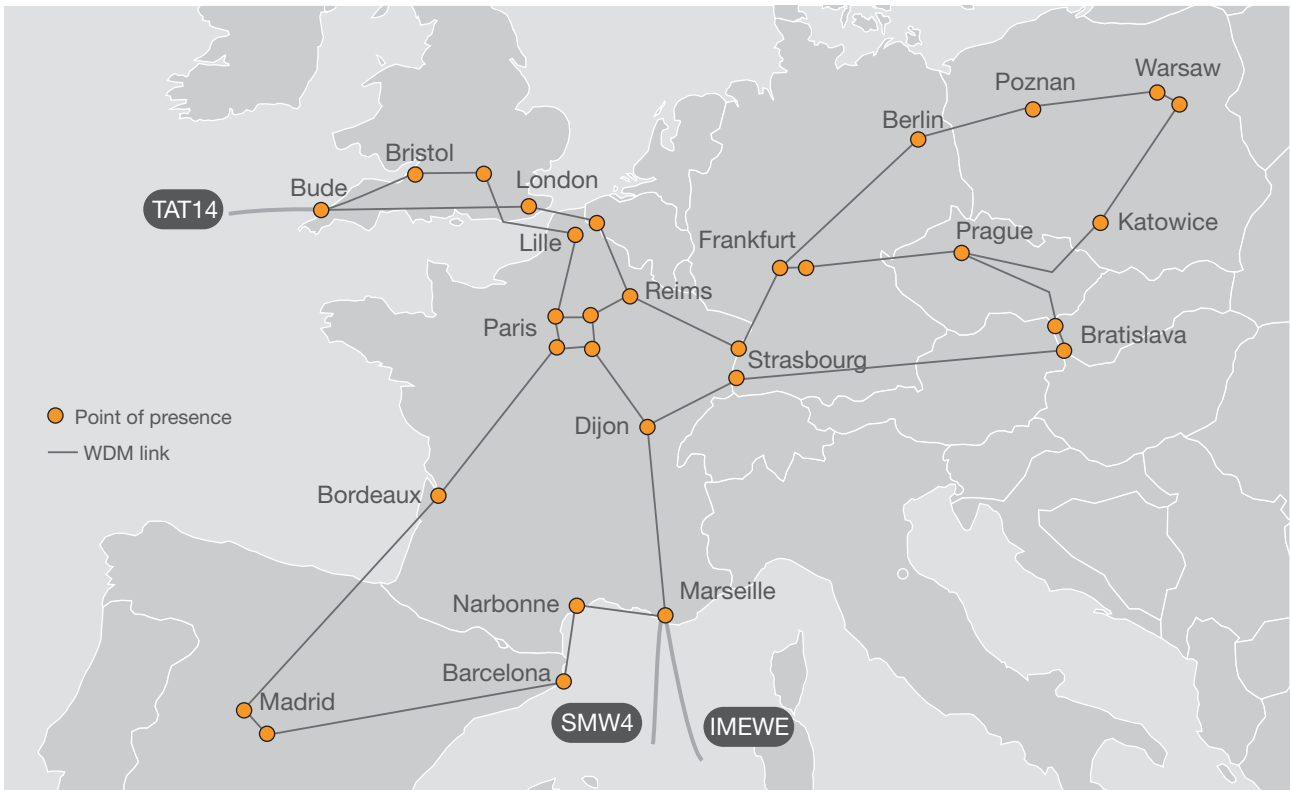 Warsaw
Poznan
Berlin
Bristol
London
Bude
TAT14
Lille
Frankfurt
Prague
Katowice
Reims
Paris
Bratislava
Strasbourg
Point of presence
Dijon
WDM link
Bordeaux
Marseille
Narbonne
Barcelona
Madrid
SMW4
IMEWE